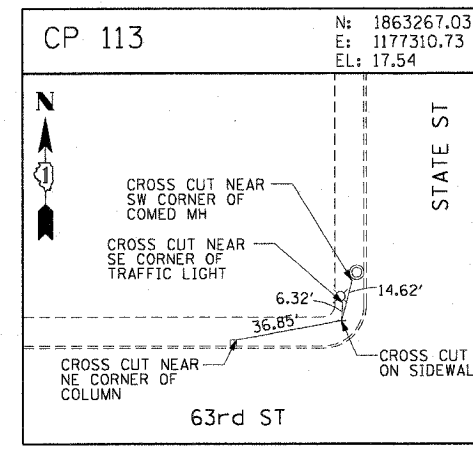 CP 113
N: 1863267.03
E: 1177310.73
EL: 17.54
N
1
STATE ST
CROSS CUT NEAR
SW CORNER OF
COMED MH
CROSS CUT NEAR
SE CORNER OF
TRAFFIC LIGHT
6.32'
14.62'
36.85'
CROSS CUT
ON SIDEWAL
CROSS CUT NEAR
NE CORNER OF
COLUMN
63rd ST